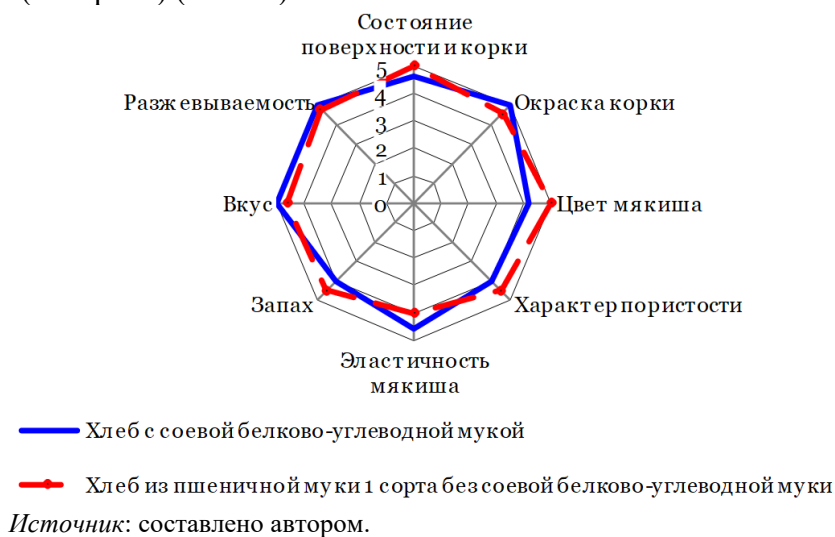 Состояние
поверхности и корки
5
Разжевываемость
Окраска корки
4
3
2
1
Вкус
0
Цвет мякиша
Запах
Характер пористости
Эластичность
мякиша
Хлеб с соевой белково-углеводной мукой
Хлеб из пшеничной муки 1 сорта без соевой белково-углеводной муки
Источник: составлено автором.